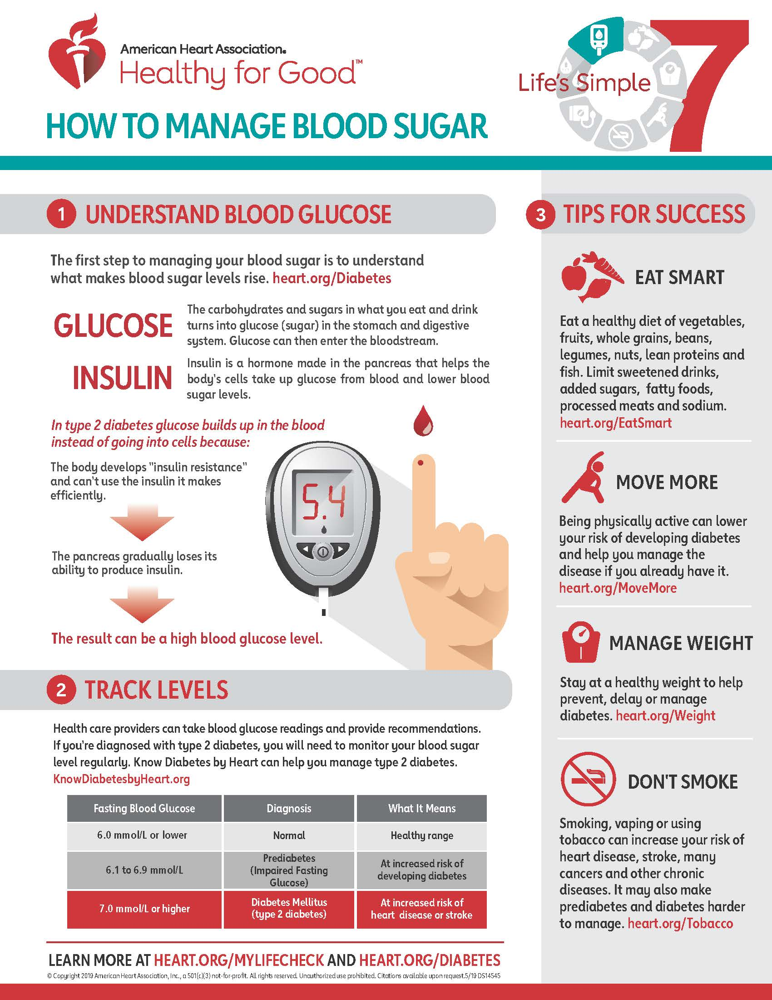 American Heart Association®
Healthy for Good™
Life's Simple 7
HOW TO MANAGE BLOOD SUGAR
1 UNDERSTAND BLOOD GLUCOSE
The first step to managing your blood sugar is to understand
what makes blood sugar levels rise. heart.org/Diabetes
GLUCOSE
The carbohydrates and sugars in what you eat and drink
turns into glucose (sugar) in the stomach and digestive
system. Glucose can then enter the bloodstream.
INSULIN
Insulin is a hormone made in the pancreas that helps the
body's cells take up glucose from blood and lower blood
sugar levels.
In type 2 diabetes glucose builds up in the blood
instead of going into cells because:
The body develops "insulin resistance"
and can't use the insulin it makes
efficiently.
The pancreas gradually loses its
ability to produce insulin.
The result can be a high blood glucose level.
5.4
2 TRACK LEVELS
Health care providers can take blood glucose readings and provide recommendations.
If you're diagnosed with type 2 diabetes, you will need to monitor your blood sugar
level regularly. Know Diabetes by Heart can help you manage type 2 diabetes.
KnowDiabetesbyHeart.org
Fasting Blood Glucose
Diagnosis
What It Means
6.0 mmol/L or lower
Normal
Healthy range
6.1 to 6.9 mmol/L
Prediabetes
(Impaired Fasting
Glucose)
At increased risk of
developing diabetes
7.0 mmol/L or higher
Diabetes Mellitus
(type 2 diabetes)
At increased risk of
heart disease or stroke
3 TIPS FOR SUCCESS
EAT SMART
Eat a healthy diet of vegetables,
fruits, whole grains, beans,
legumes, nuts, lean proteins and
fish. Limit sweetened drinks,
added sugars, fatty foods,
processed meats and sodium.
heart.org/EatSmart
MOVE MORE
Being physically active can lower
your risk of developing diabetes
and help you manage the
disease if you already have it.
heart.org/MoveMore
MANAGE WEIGHT
Stay at a healthy weight to help
prevent, delay or manage
diabetes. heart.org/Weight
DON'T SMOKE
Smoking, vaping or using
tobacco can increase your risk of
heart disease, stroke, many
cancers and other chronic
diseases. It may also make
prediabetes and diabetes harder
to manage. heart.org/Tobacco
LEARN MORE AT HEART.ORG/MYLIFECHECK AND HEART.ORG/DIABETES
© Copyright 2019 American Heart Association, Inc., a 501(c)(3) not-for-profit. All rights reserved. Unauthorized use prohibited. Citations available upon request.5/19 DS14545